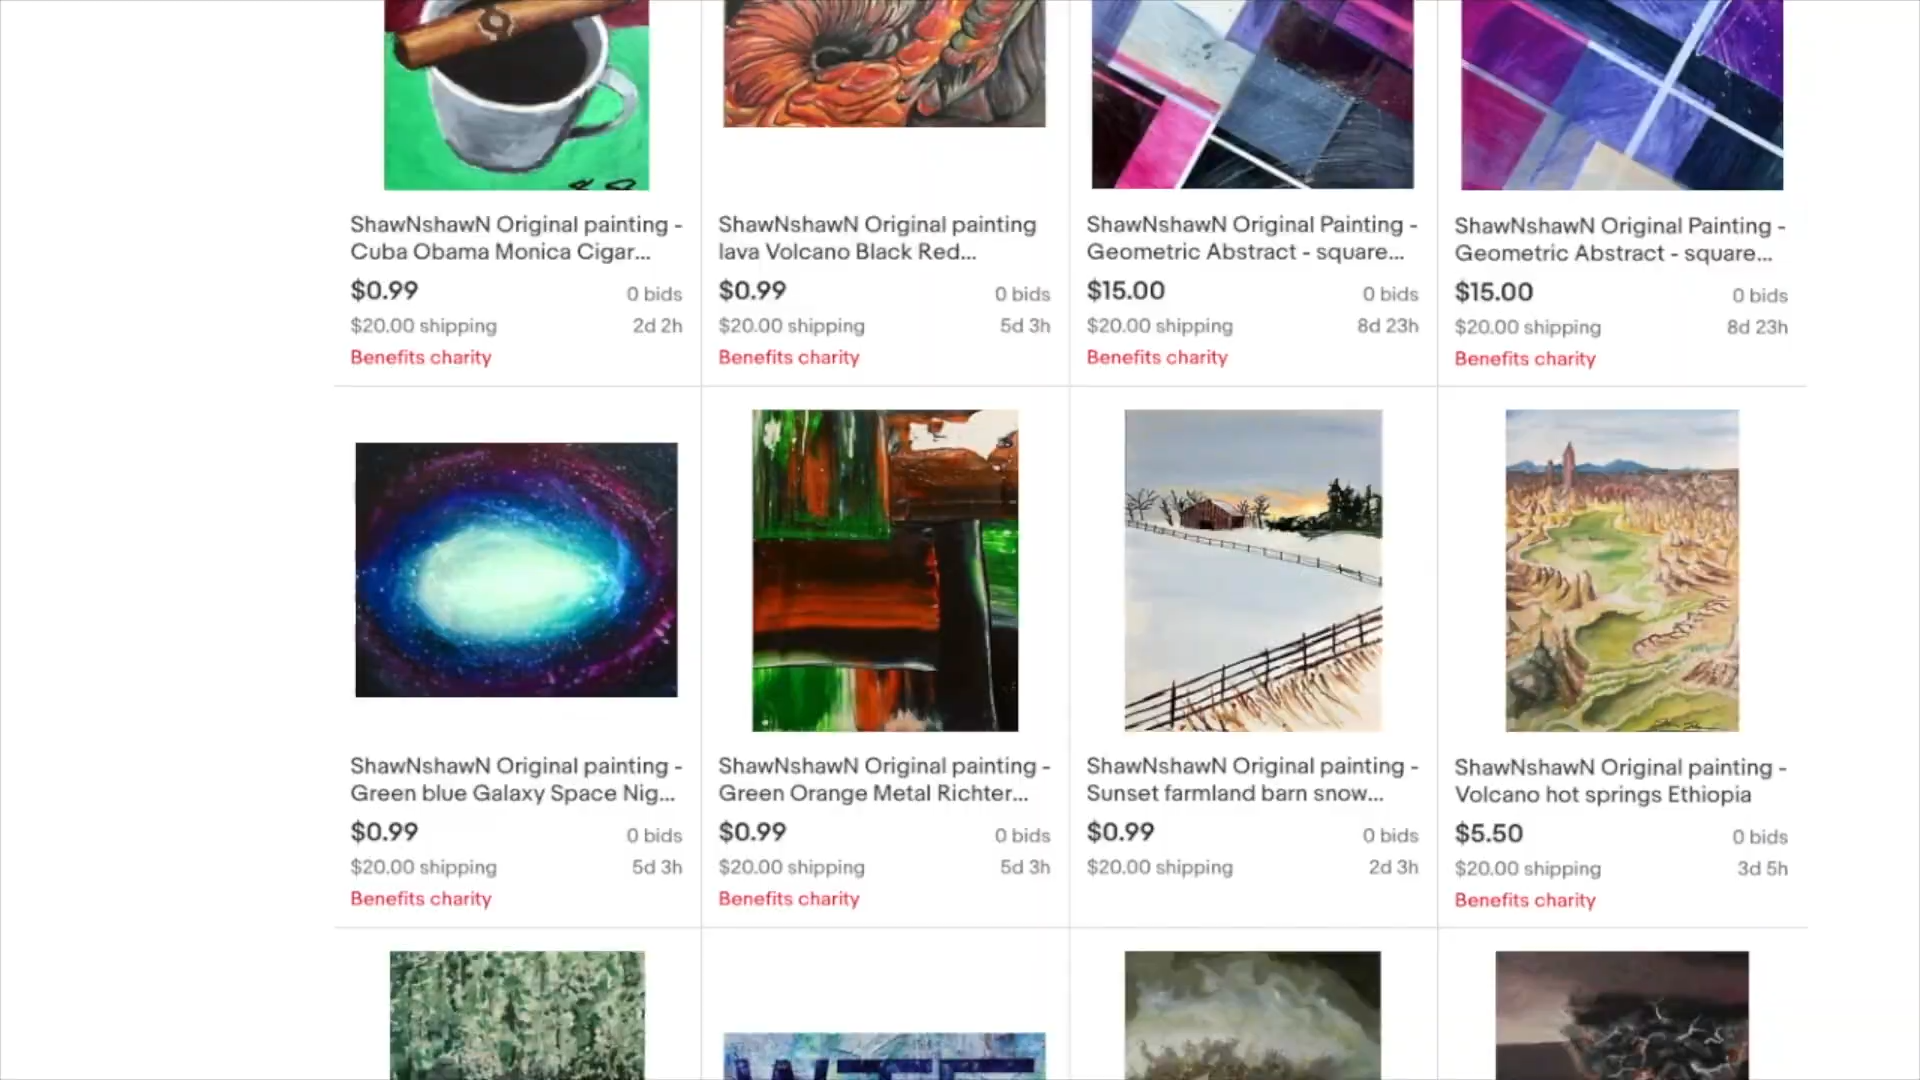 ShawNshawN Original painting -
Cuba Obama Monica Cigar...
$0.99
0 bids
$20.00 shipping
2d 2h
Benefits charity
ShawNshawN Original painting
lava Volcano Black Red...
$0.99
0 bids
$20.00 shipping
5d 3h
Benefits charity
ShawNshawN Original Painting -
Geometric Abstract - square...
$15.00
0 bids
$20.00 shipping
8d 23h
Benefits charity
ShawNshawN Original Painting -
Geometric Abstract - square...
$15.00
0 bids
$20.00 shipping
8d 23h
Benefits charity
ShawNshawN Original painting -
Green blue Galaxy Space Nig...
$0.99
0 bids
$20.00 shipping
5d 3h
Benefits charity
ShawNshawN Original painting -
Green Orange Metal Richter...
$0.99
0 bids
$20.00 shipping
5d 3h
Benefits charity
ShawNshawN Original painting -
Sunset farmland barn snow...
$0.99
0 bids
$20.00 shipping
2d 3h
ShawNshawN Original painting -
Volcano hot springs Ethiopia
$5.50
0 bids
$20.00 shipping
3d 5h
Benefits charity